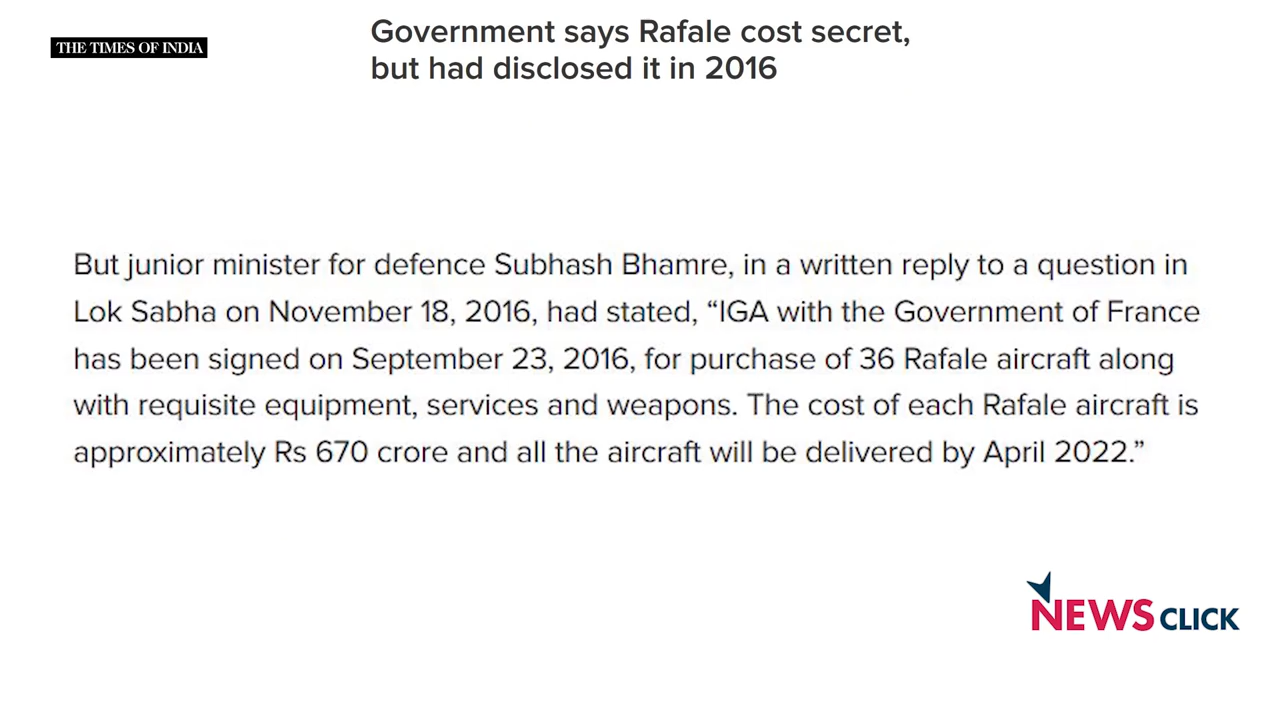 THE TIMES OF INDIA
Government says Rafale cost secret,
but had disclosed it in 2016
But junior minister for defence Subhash Bhamre, in a written reply to a question in
Lok Sabha on November 18, 2016, had stated, “IGA with the Government of France
has been signed on September 23, 2016, for purchase of 36 Rafale aircraft along
with requisite equipment, services and weapons. The cost of each Rafale aircraft is
approximately Rs 670 crore and all the aircraft will be delivered by April 2022.”
NEWS CLICK